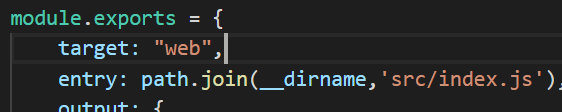 module.exports = {
target: "web",
entry: path.join(__dirname,'src/index.js'),
output: {